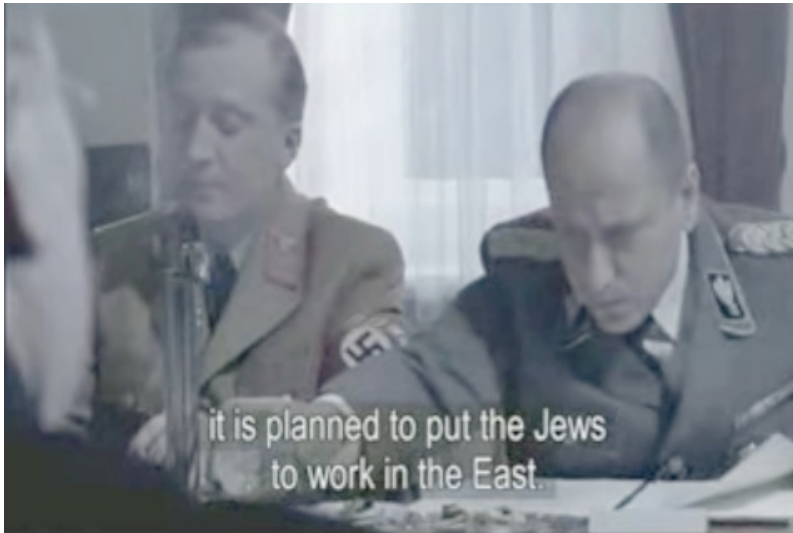 it is planned to put the Jews
to work in the East.